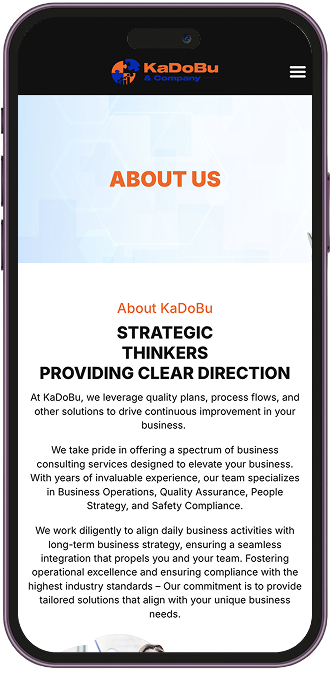 KaDoBu
& Company
ABOUT US
About KaDoBu
STRATEGIC
THINKERS
PROVIDING CLEAR DIRECTION
At KaDoBu, we leverage quality plans, process flows, and
other solutions to drive continuous improvement in your
business.
We take pride in offering a spectrum of business
consulting services designed to elevate your business.
With years of invaluable experience, our team specializes
in Business Operations, Quality Assurance, People
Strategy, and Safety Compliance.
We work diligently to align daily business activities with
long-term business strategy, ensuring a seamless
integration that propels you and your team. Fostering
operational excellence and ensuring compliance with the
highest industry standards – Our commitment is to provide
tailored solutions that align with your unique business
needs.